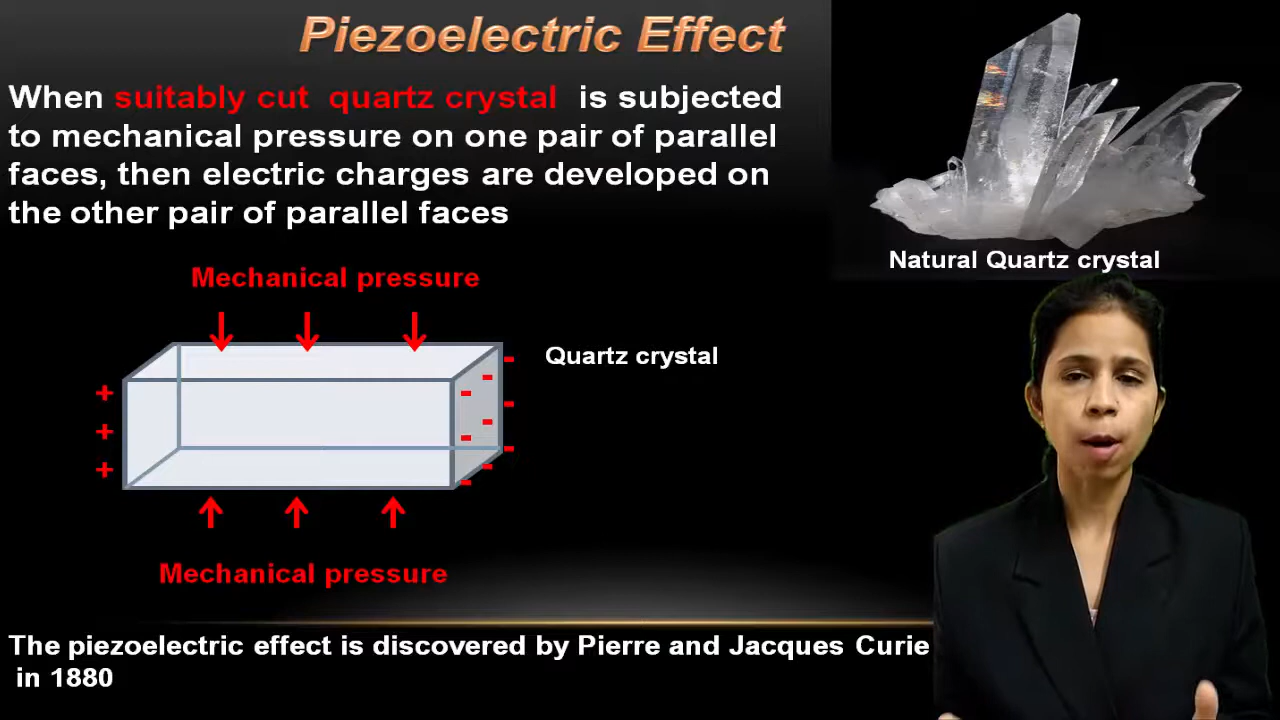 Piezoelectric Effect
When suitably cut quartz crystal is subjected
to mechanical pressure on one pair of parallel
faces, then electric charges are developed on
the other pair of parallel faces
Natural Quartz crystal
Mechanical pressure
Quartz crystal
+
+
+
-
-
-
-
-
-
-
-
-
Mechanical pressure
The piezoelectric effect is discovered by Pierre and Jacques Curie
in 1880